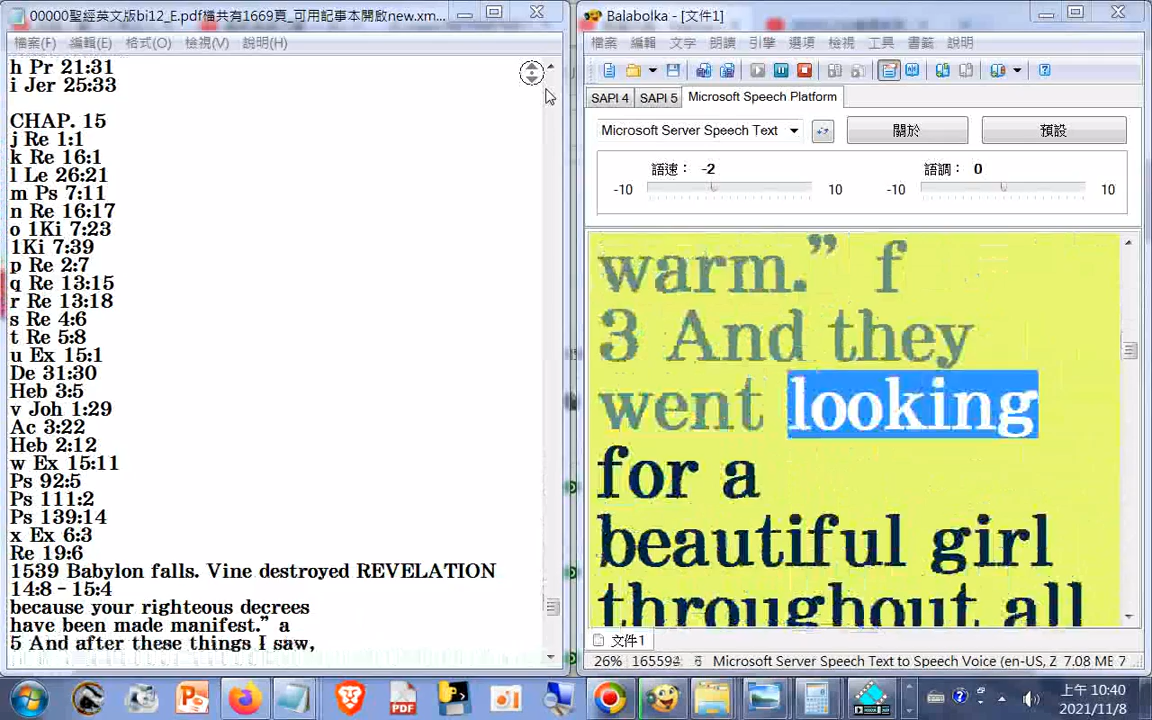 00000聖經英文版bi12_E.pdf檔共有1669頁_可用記事本開啟new.xm...
檔案(F) 編輯(E) 格式(O) 檢視(V) 說明(H)
h Pr 21:31
i Jer 25:33
CHAP. 15
j Re 1:1
k Re 16:1
l Le 26:21
m Ps 7:11
n Re 16:17
o 1Ki 7:23
1Ki 7:39
p Re 2:7
q Re 13:15
r Re 13:18
s Re 4:6
t Re 5:8
u Ex 15:1
De 31:30
Heb 3:5
v Joh 1:29
Ac 3:22
Heb 2:12
w Ex 15:11
Ps 92:5
Ps 111:2
Ps 139:14
x Ex 6:3
Re 19:6
1539 Babylon falls. Vine destroyed REVELATION
14:8–15:4
because your righteous decrees
have been made manifest.” a
5 And after these things I saw,
Balabolka - [文件1]
檔案 編輯 文字 朗讀 引擎 選項 檢視 工具 書籤 說明
SAPI 4 SAPI 5 Microsoft Speech Platform
Microsoft Server Speech Text 關於 預設
語速： -2 語調： 0
-10 10 -10 10
warm.” f
3 And they
went looking
for a
beautiful girl
throughout all
文件1
26% Microsoft Server Speech Text to Speech Voice (en-US, Z 7.08 MB 7
PDF
上午 10:40
2021/11/8